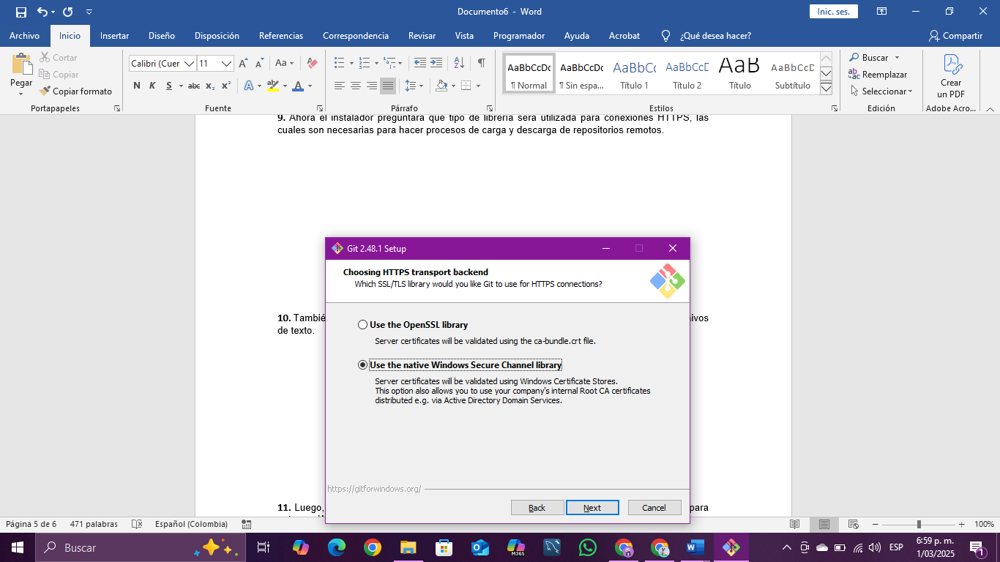 Documento6 - Word
Inic. ses.
Archivo Inicio Insertar Diseño Disposición Referencias Correspondencia Revisar Vista Programador Ayuda Acrobat ¿Qué desea hacer? Compartir
Pegar
Cortar
Copiar
Copiar formato
Portapapeles
Calibri (Cuer 11
Aa
N K S abc x₂ x²
Fuente
Párrafo
AaBbCcDc
¶ Normal
AaBbCcDc
¶ Sin espa...
AaBbCc
Título 1
AaBbCcD
Título 2
AaB
Título
AaBbCcD
Subtítulo
Estilos
Buscar
Reemplazar
Seleccionar
Edición
Crear
un PDF
Adobe Acro...
9. Ahora el instalador preguntará que tipo de librería será utilizada para conexiones HTTPS, las
cuales son necesarias para hacer procesos de carga y descarga de repositorios remotos.
Git 2.48.1 Setup
Choosing HTTPS transport backend
Which SSL/TLS library would you like Git to use for HTTPS connections?
10.
de texto.
Use the OpenSSL library
Server certificates will be validated using the ca-bundle.crt file.
Use the native Windows Secure Channel library
Server certificates will be validated using Windows Certificate Stores.
This option also allows you to use your company's internal Root CA certificates
distributed e.g. via Active Directory Domain Services.
https://gitforwindows.org/
Back Next Cancel
11. Luego, para
Página 5 de 6 471 palabras Español (Colombia) 100%
Buscar
M365
ESP
6:59 p. m.
1/03/2025
1